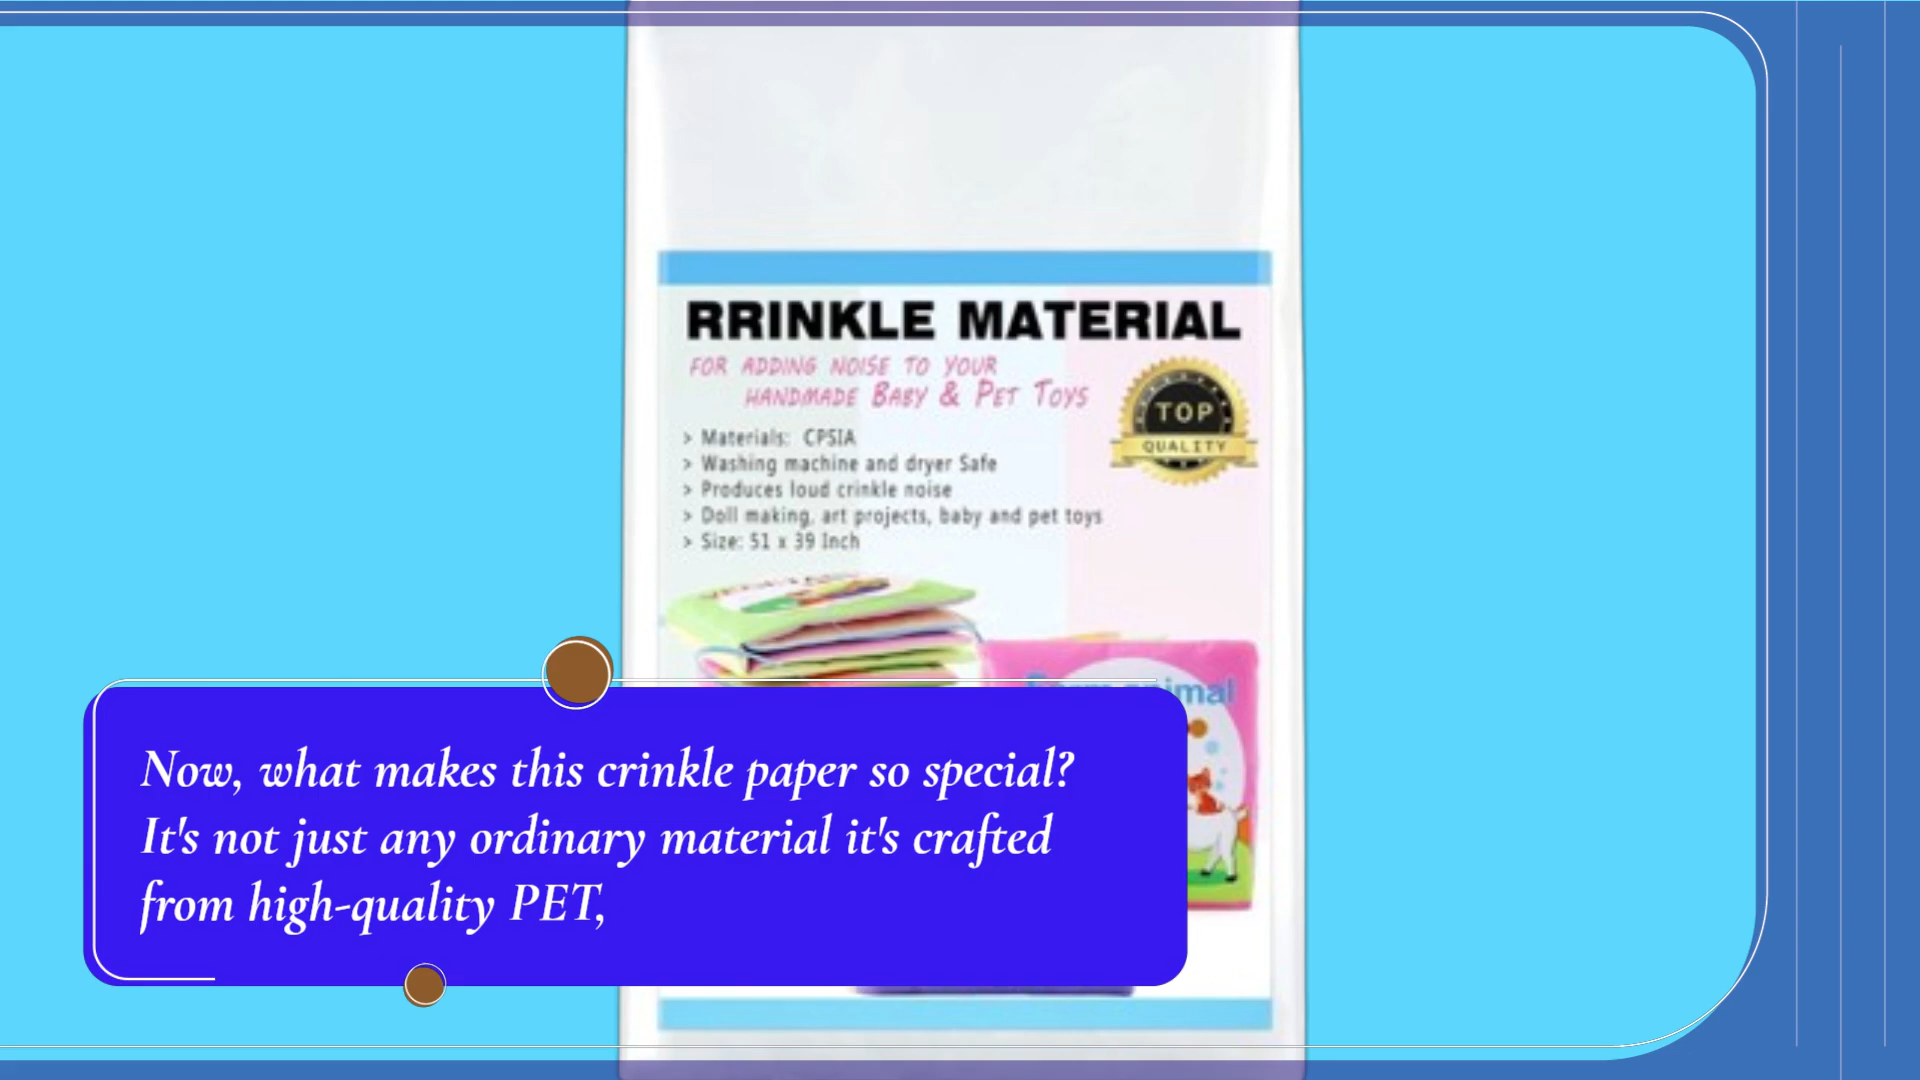 RRINKLE MATERIAL
FOR ADDING NOISE TO YOUR
HANDMADE BABY & PET TOYS
TOP
QUALITY
> Materials: CPSIA
> Washing machine and dryer Safe
> Produces loud crinkle noise
> Doll making, art projects, baby and pet toys
> Size: 51 x 39 Inch
Now, what makes this crinkle paper so special?
It's not just any ordinary material it's crafted
from high-quality PET,